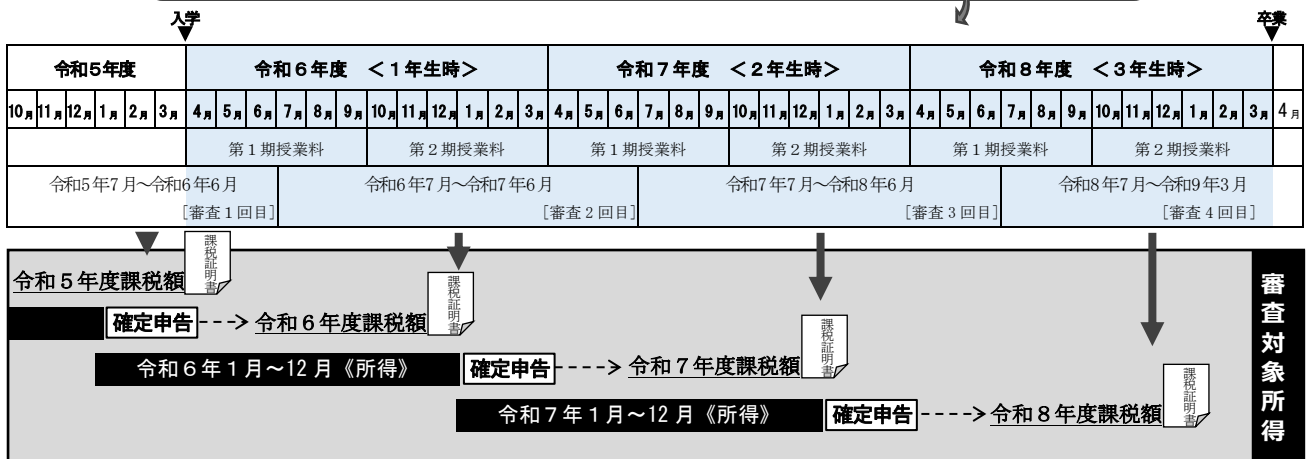 入学
卒業
令和5年度
令和6年度 <1年生時>
令和7年度 <2年生時>
令和8年度 <3年生時>
10月 11月 12月 1月 2月 3月 4月 5月 6月 7月 8月 9月 10月 11月 12月 1月 2月 3月 4月 5月 6月 7月 8月 9月 10月 11月 12月 1月 2月 3月 4月 5月 6月 7月 8月 9月 10月 11月 12月 1月 2月 3月 4月
第1期授業料 第2期授業料 第1期授業料 第2期授業料 第1期授業料 第2期授業料
令和5年7月～令和6年6月
[審査1回目]
令和6年7月～令和7年6月
[審査2回目]
令和7年7月～令和8年6月
[審査3回目]
令和8年7月～令和9年3月
[審査4回目]
令和5年度課税額
課税証明書
確定申告
令和6年度課税額
課税証明書
令和6年1月～12月《所得》
確定申告
令和7年度課税額
課税証明書
令和7年1月～12月《所得》
確定申告
令和8年度課税額
課税証明書
審査対象所得